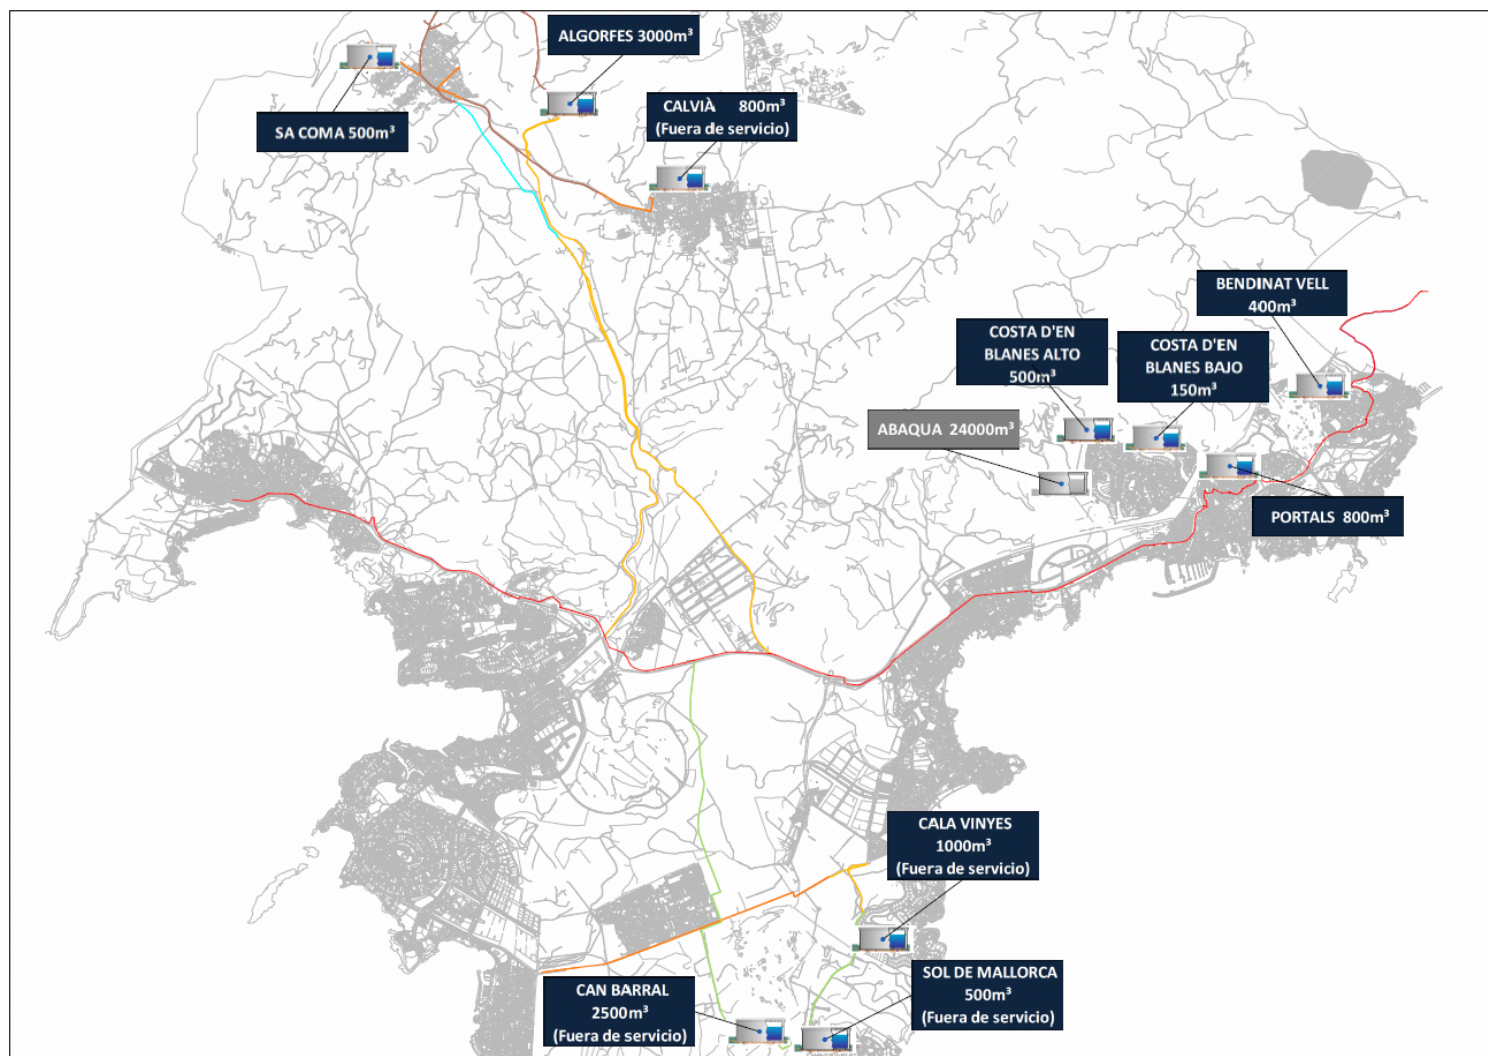 ALGORFES 3000m³
SA COMA 500m³
CALVIÀ 800m³
(Fuera de servicio)
BENDINAT VELL
400m³
COSTA D'EN
BLANES ALTO
500m³
COSTA D'EN
BLANES BAJO
150m³
ABAQUA 24000m³
PORTALS 800m³
CALA VINYES
1000m³
(Fuera de servicio)
CAN BARRAL
2500m³
(Fuera de servicio)
SOL DE MALLORCA
500m³
(Fuera de servicio)